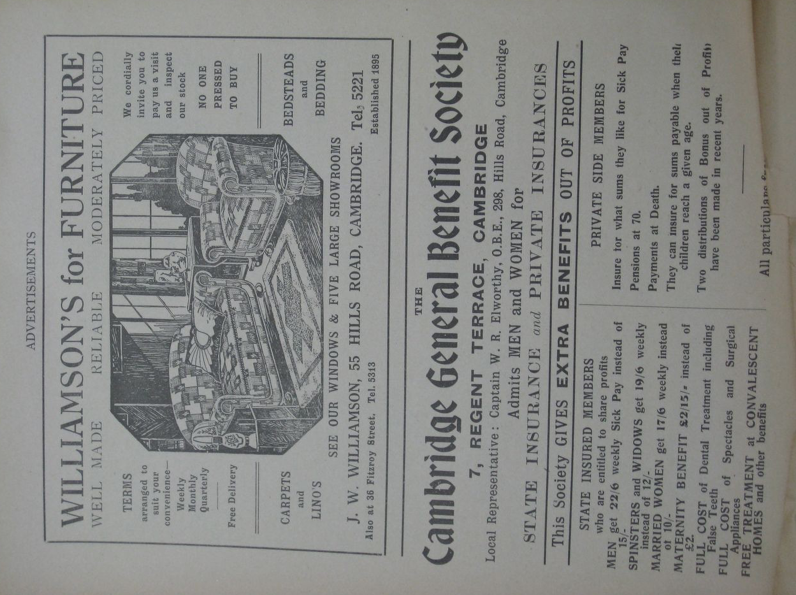 ADVERTISEMENTS
WILLIAMSON'S for FURNITURE
WELL MADE RELIABLE MODERATELY PRICED
TERMS
arranged to
suit your
convenience—
Weekly
Monthly
Quarterly
Free Delivery
We cordially
invite you to
pay us a visit
and inspect
our stock
NO ONE
PRESSED
TO BUY
CARPETS
and
LINO'S
BEDSTEADS
and
BEDDING
SEE OUR WINDOWS & FIVE LARGE SHOWROOMS
J. W. WILLIAMSON, 55 HILLS ROAD, CAMBRIDGE. Tel; 5221
Also at 36 Fitzroy Street. Tel. 5313 Established 1895
THE
Cambridge General Benefit Society
7, REGENT TERRACE, CAMBRIDGE
Local Representative: Captain W. R. Elworthy, O.B.E., 298, Hills Road, Cambridge
Admits MEN and WOMEN for
STATE INSURANCE and PRIVATE INSURANCES
This Society GIVES EXTRA BENEFITS OUT OF PROFITS
STATE INSURED MEMBERS
who are entitled to share profits
MEN get 22/6 weekly Sick Pay instead of
15/-
SPINSTERS and WIDOWS get 19/6 weekly
instead of 12/-
MARRIED WOMEN get 17/6 weekly instead
of 10/-
MATERNITY BENEFIT £2/15/- instead of
£2.
FULL COST of Dental Treatment including
False Teeth
FULL COST of Spectacles and Surgical
Appliances
FREE TREATMENT at CONVALESCENT
HOMES and other benefits
PRIVATE SIDE MEMBERS
Insure for what sums they like for Sick Pay
Pensions at 70.
Payments at Death.
They can insure for sums payable when their
children reach a given age.
Two distributions of Bonus out of Profits
have been made in recent years.
All particulars